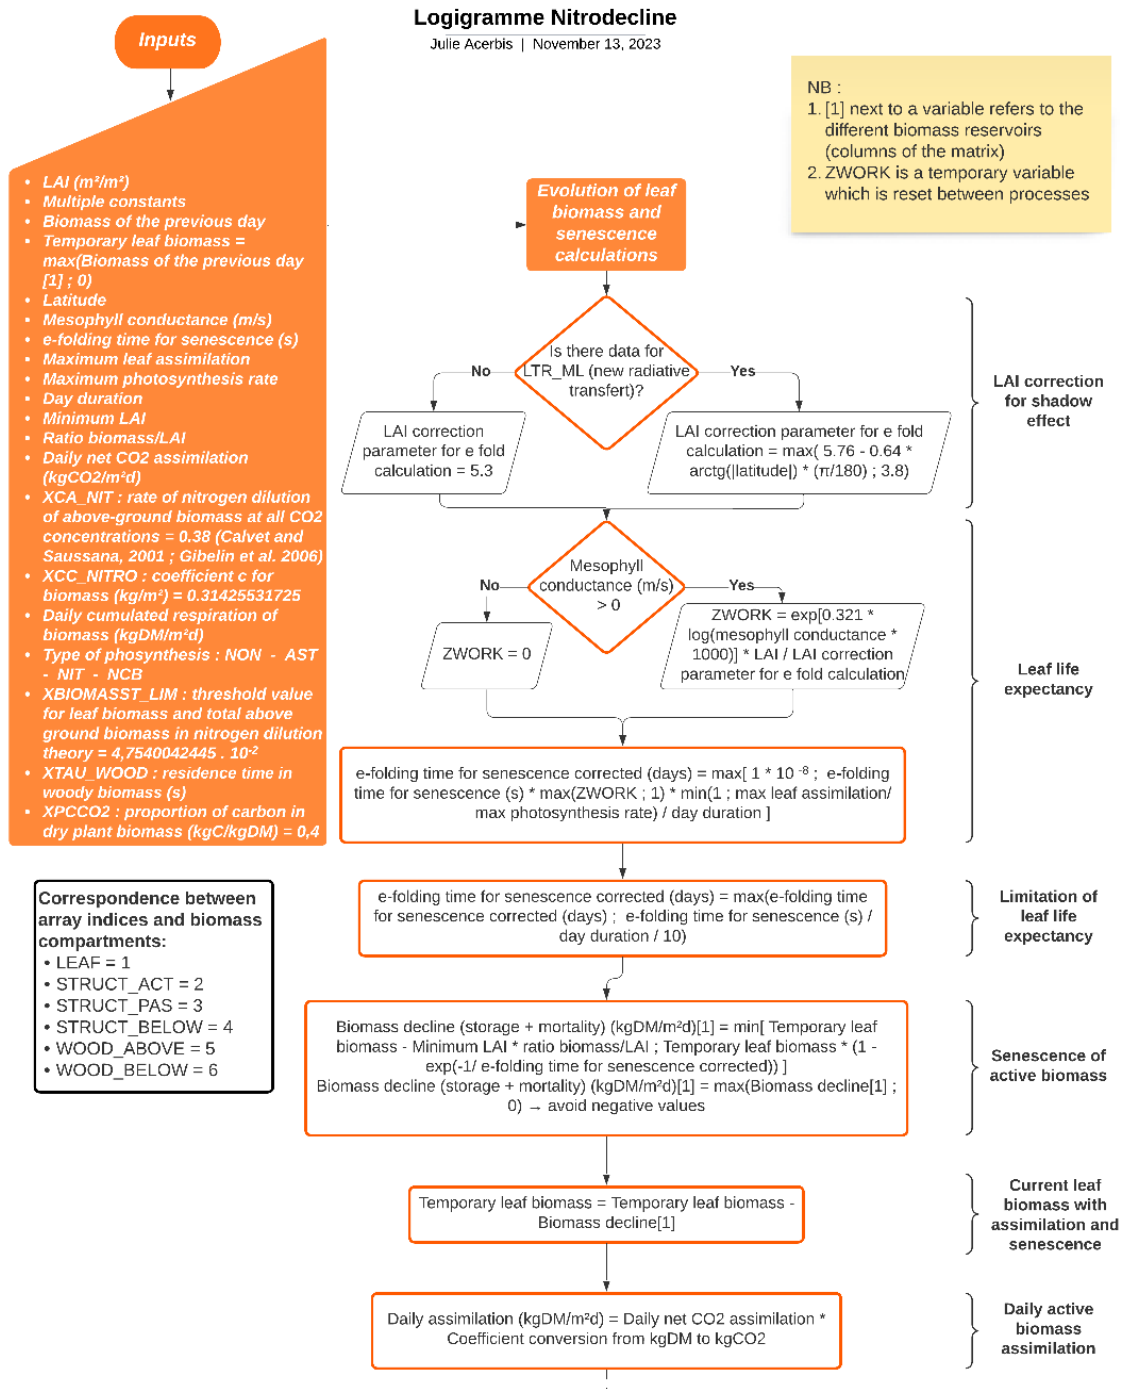 Logigramme Nitrodecline
Julie Acerbis | November 13, 2023
Inputs
• LAI (m²/m²)
• Multiple constants
• Biomass of the previous day
• Temporary leaf biomass =
max(Biomass of the previous day
[1] ; 0)
• Latitude
• Mesophyll conductance (m/s)
• e-folding time for senescence (s)
• Maximum leaf assimilation
• Maximum photosynthesis rate
• Day duration
• Minimum LAI
• Ratio biomass/LAI
• Daily net CO2 assimilation
(kgCO2/m²d)
• XCA_NIT : rate of nitrogen dilution
of above-ground biomass at all CO2
concentrations = 0.38 (Calvet and
Saussana, 2001 ; Gibelin et al. 2006)
• XCC_NITRO : coefficient c for
biomass (kg/m²) = 0.31425531725
• Daily cumulated respiration of
biomass (kgDM/m²d)
• Type of phosynthesis : NON - AST
- NIT - NCB
• XBIOMASST_LIM : threshold value
for leaf biomass and total above
ground biomass in nitrogen dilution
theory = 4,7540042445 . 10-2
• XTAU_WOOD : residence time in
woody biomass (s)
• XPCCO2 : proportion of carbon in
dry plant biomass (kgC/kgDM) = 0,4
Correspondence between
array indices and biomass
compartments:
• LEAF = 1
• STRUCT_ACT = 2
• STRUCT_PAS = 3
• STRUCT_BELOW = 4
• WOOD_ABOVE = 5
• WOOD_BELOW = 6
NB :
1. [1] next to a variable refers to the
different biomass reservoirs
(columns of the matrix)
2. ZWORK is a temporary variable
which is reset between processes
Evolution of leaf
biomass and
senescence
calculations
Is there data for
LTR_ML (new radiative
transfert)?
No
Yes
LAI correction
parameter for e fold
calculation = 5.3
LAI correction parameter for e fold
calculation = max( 5.76 - 0.64 *
arctg(|latitude|) * (π/180) ; 3.8)
LAI correction
for shadow
effect
Mesophyll
conductance (m/s)
> 0
No
Yes
ZWORK = 0
ZWORK = exp[0.321 *
log(mesophyll conductance *
1000)] * LAI / LAI correction
parameter for e fold calculation
Leaf life
expectancy
e-folding time for senescence corrected (days) = max[ 1 * 10 -8 ; e-folding
time for senescence (s) * max(ZWORK ; 1) * min(1 ; max leaf assimilation/
max photosynthesis rate) / day duration ]
e-folding time for senescence corrected (days) = max(e-folding time
for senescence corrected (days) ; e-folding time for senescence (s) /
day duration / 10)
Limitation of
leaf life
expectancy
Biomass decline (storage + mortality) (kgDM/m²d)[1] = min[ Temporary leaf
biomass - Minimum LAI * ratio biomass/LAI ; Temporary leaf biomass * (1 -
exp(-1/ e-folding time for senescence corrected)) ]
Biomass decline (storage + mortality) (kgDM/m²d)[1] = max(Biomass decline[1] ;
0) → avoid negative values
Senescence of
active biomass
Temporary leaf biomass = Temporary leaf biomass -
Biomass decline[1]
Current leaf
biomass with
assimilation and
senescence
Daily assimilation (kgDM/m²d) = Daily net CO2 assimilation *
Coefficient conversion from kgDM to kgCO2
Daily active
biomass
assimilation